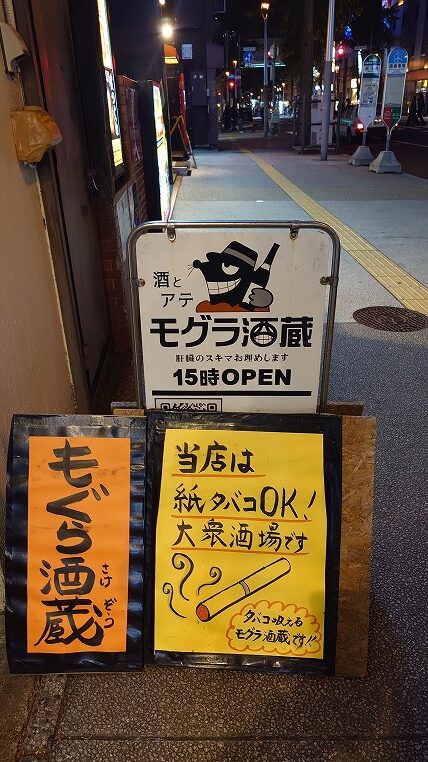 酒と
アテ
モグラ酒蔵
肝臓のスキマお埋めします
15時OPEN
もぐら酒蔵
さけぞう
当店は
紙タバコOK!
大衆酒場です
タバコ吸える
モグラ酒蔵です!!